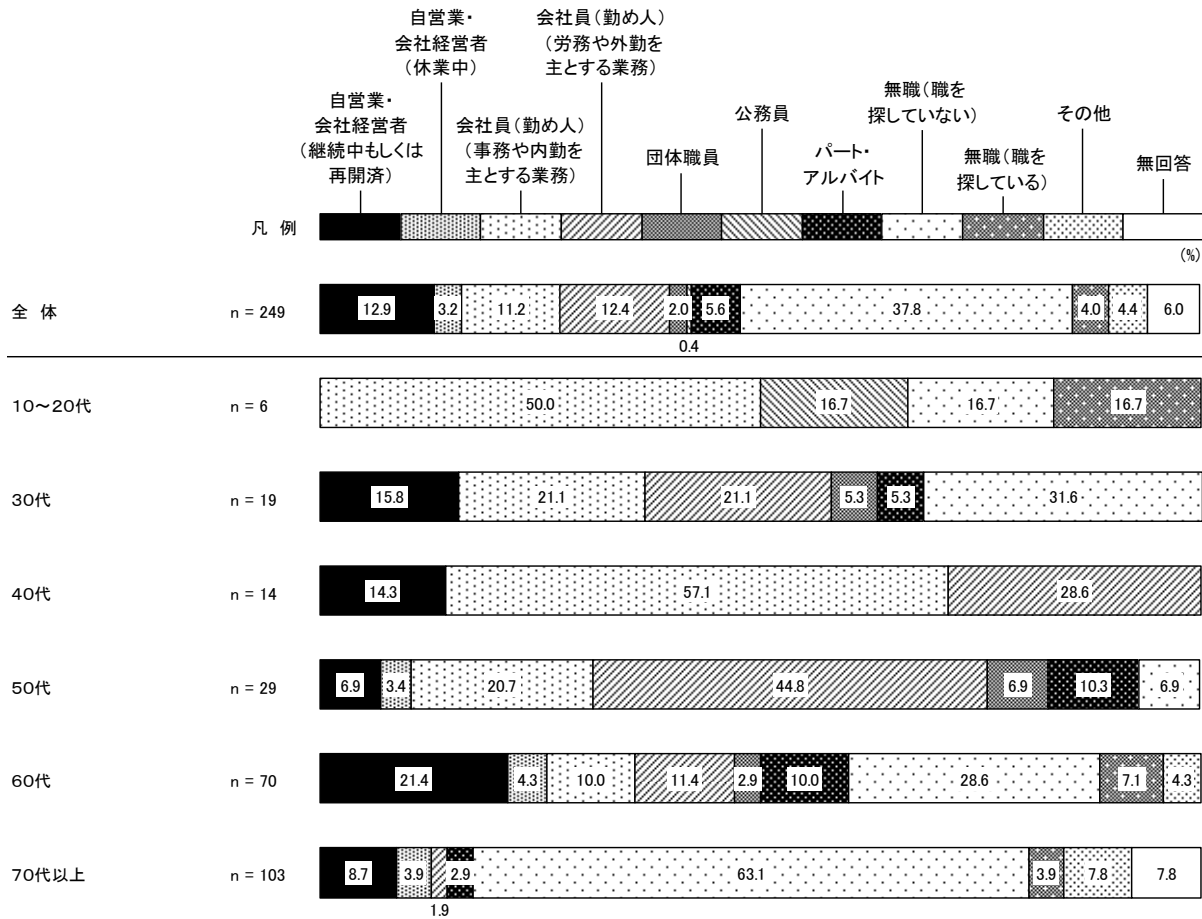 自営業・
会社経営者
（継続中もしくは
再開済）
自営業・
会社経営者
（休業中）
会社員（勤め人）
（事務や内勤を
主とする業務）
会社員（勤め人）
（労務や外勤を
主とする業務）
団体職員
公務員
パート・
アルバイト
無職（職を
探していない）
無職（職を
探している）
その他
無回答
凡 例
(%)
全 体 n = 249 12.9 3.2 11.2 12.4 2.0 0.4 5.6 37.8 4.0 4.4 6.0
10～20代 n = 6 50.0 16.7 16.7 16.7
30代 n = 19 15.8 21.1 21.1 5.3 5.3 31.6
40代 n = 14 14.3 57.1 28.6
50代 n = 29 6.9 3.4 20.7 44.8 6.9 10.3 6.9
60代 n = 70 21.4 4.3 10.0 11.4 2.9 10.0 28.6 7.1 4.3
70代以上 n = 103 8.7 3.9 1.9 2.9 63.1 3.9 7.8 7.8